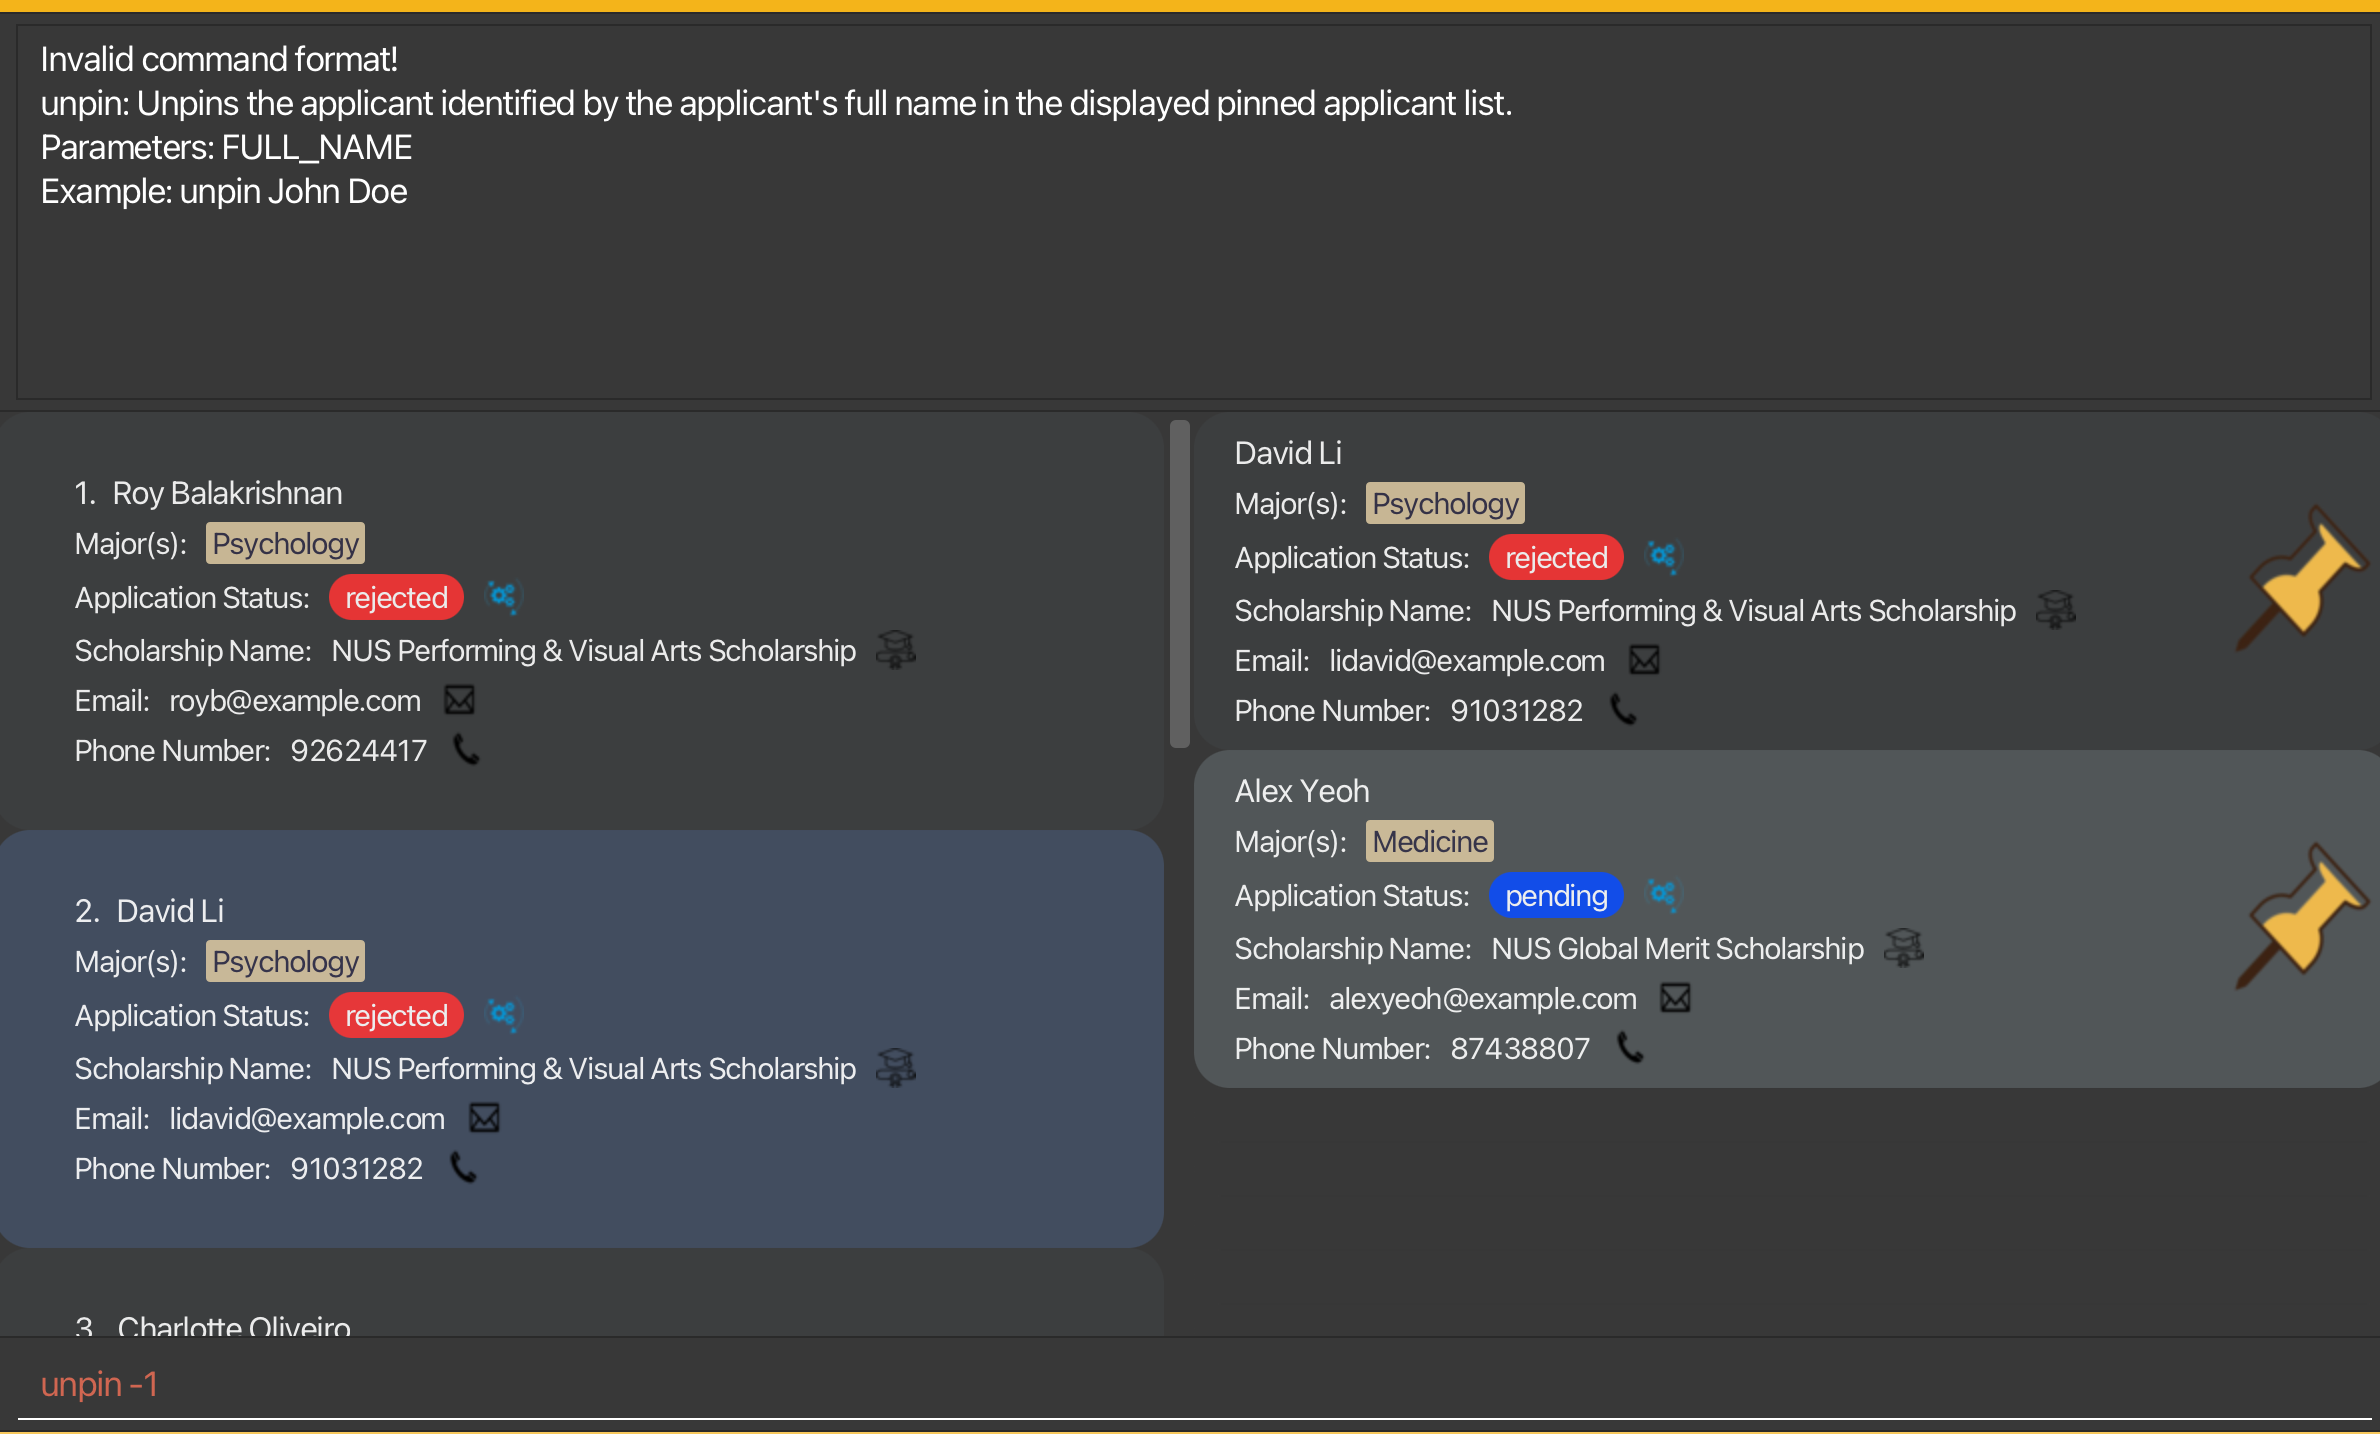 Invalid command format!
unpin: Unpins the applicant identified by the applicant's full name in the displayed pinned applicant list.
Parameters: FULL_NAME
Example: unpin John Doe
1. Roy Balakrishnan
Major(s): Psychology
Application Status: rejected
Scholarship Name: NUS Performing & Visual Arts Scholarship
Email: royb@example.com
Phone Number: 92624417
2. David Li
Major(s): Psychology
Application Status: rejected
Scholarship Name: NUS Performing & Visual Arts Scholarship
Email: lidavid@example.com
Phone Number: 91031282
3. Charlotte Oliveiro
David Li
Major(s): Psychology
Application Status: rejected
Scholarship Name: NUS Performing & Visual Arts Scholarship
Email: lidavid@example.com
Phone Number: 91031282
Alex Yeoh
Major(s): Medicine
Application Status: pending
Scholarship Name: NUS Global Merit Scholarship
Email: alexyeoh@example.com
Phone Number: 87438807
unpin -1